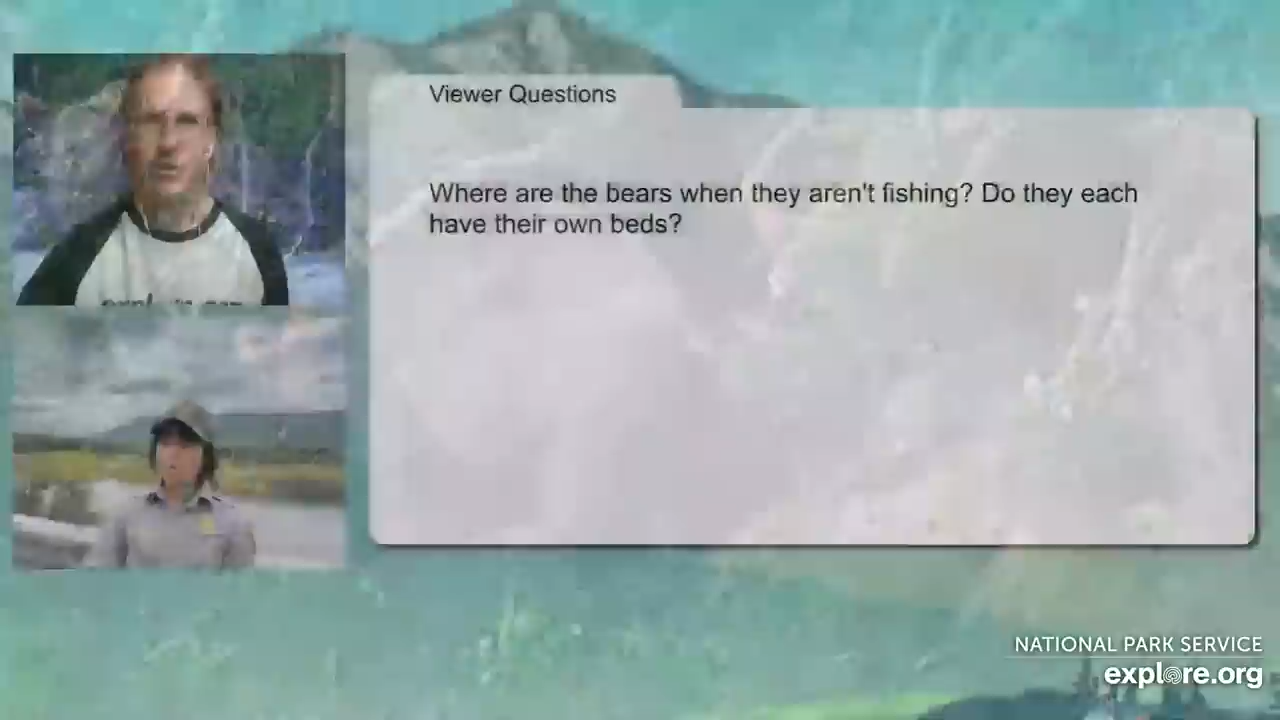 Viewer Questions
Where are the bears when they aren't fishing? Do they each
have their own beds?
NATIONAL PARK SERVICE
explore.org